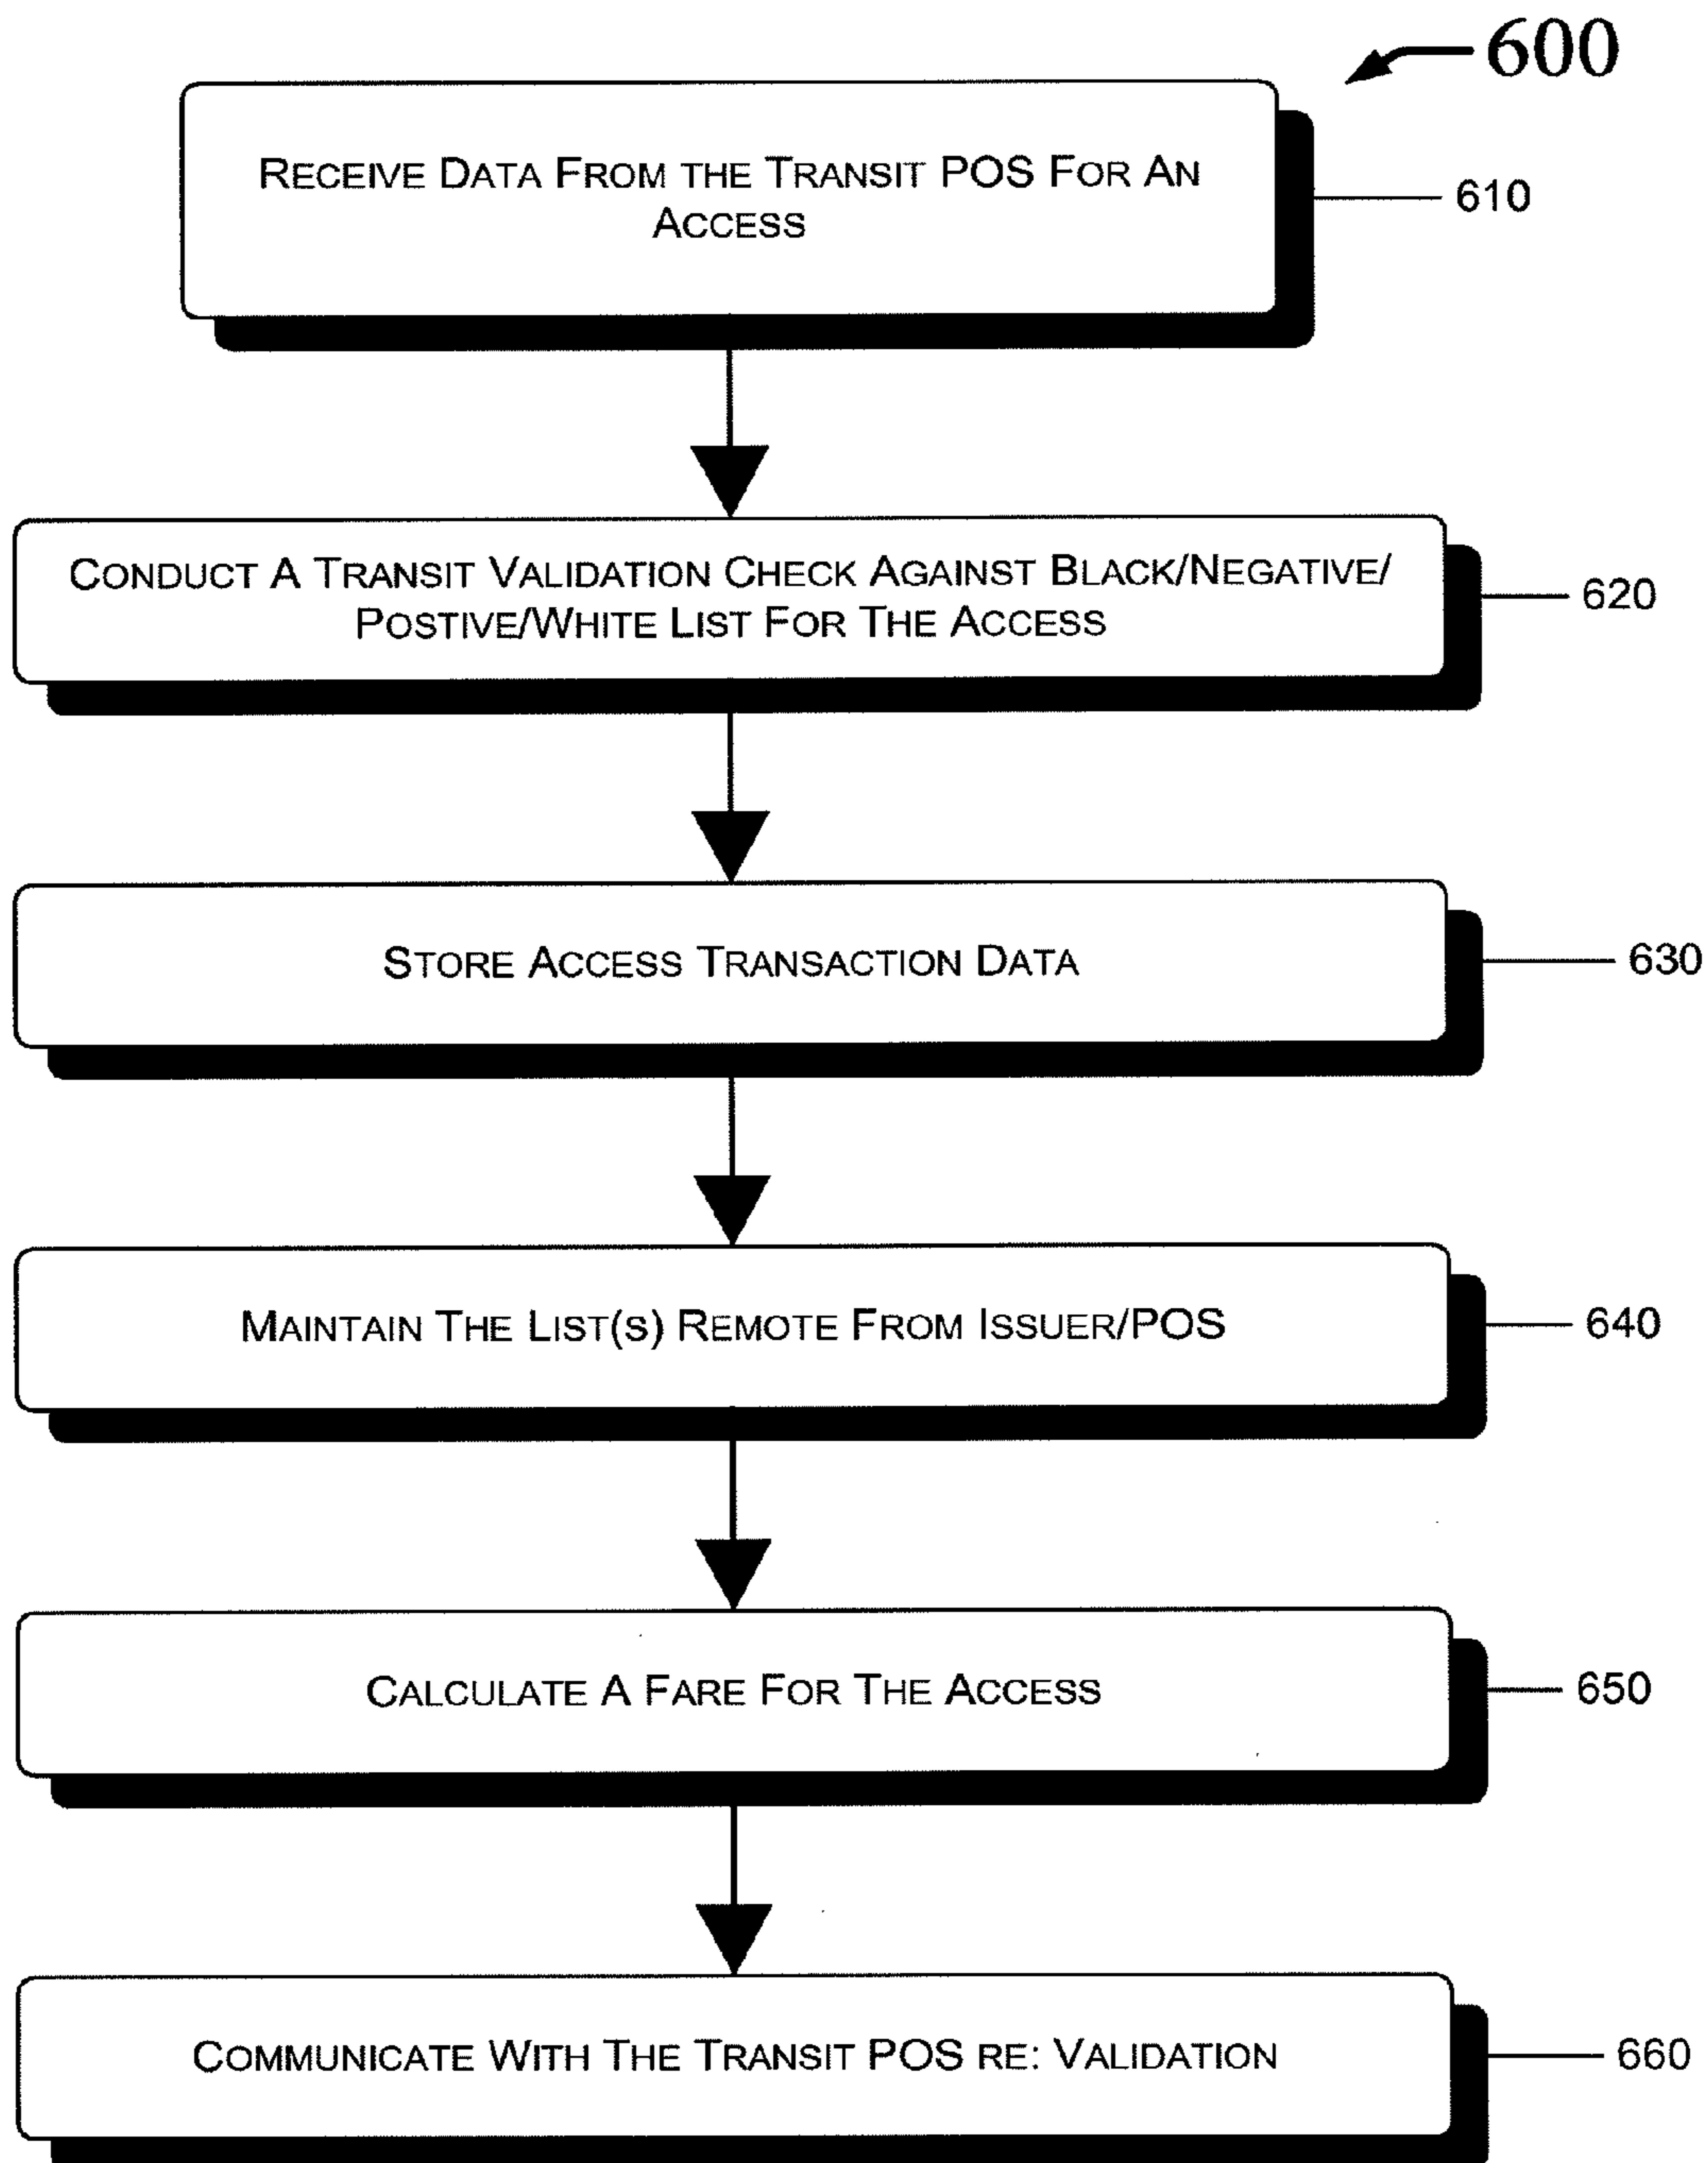 600
RECEIVE DATA FROM THE TRANSIT POS FOR AN
ACCESS
610
CONDUCT A TRANSIT VALIDATION CHECK AGAINST BLACK/NEGATIVE/
POSTIVE/WHITE LIST FOR THE ACCESS
620
STORE ACCESS TRANSACTION DATA
630
MAINTAIN THE LIST(S) REMOTE FROM ISSUER/POS
640
CALCULATE A FARE FOR THE ACCESS
650
COMMUNICATE WITH THE TRANSIT POS RE: VALIDATION
660